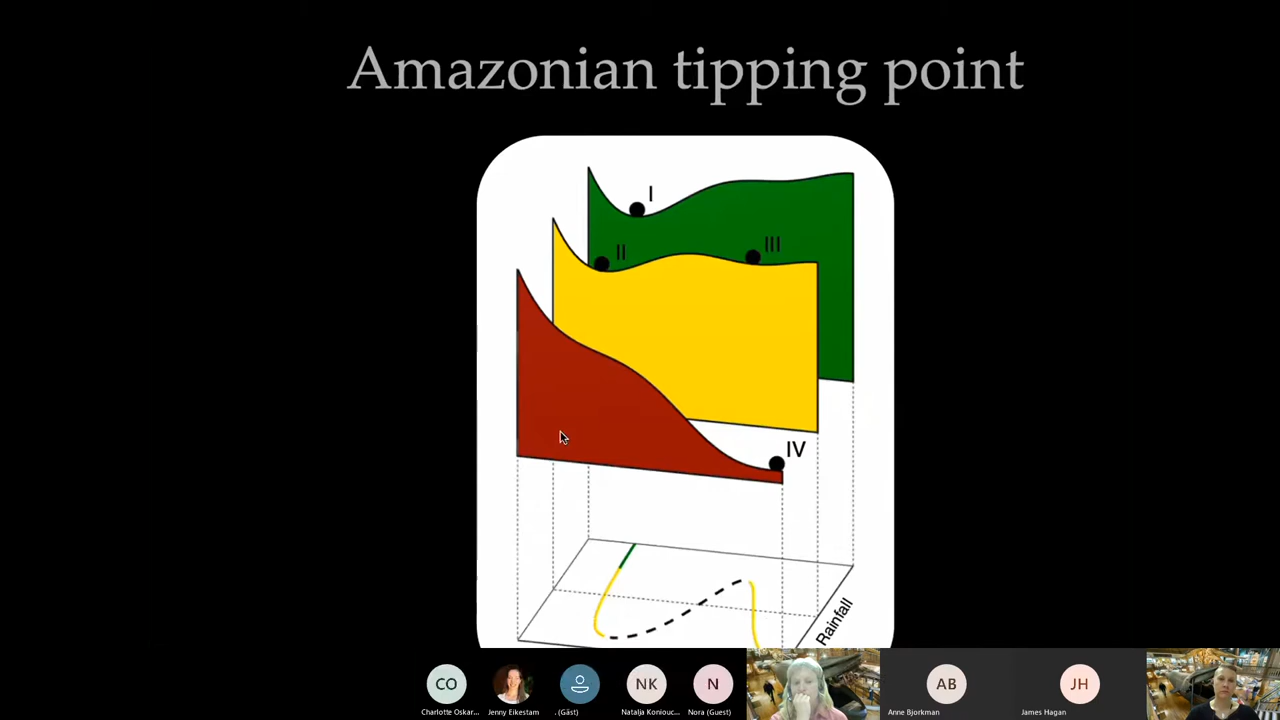 Amazonian tipping point
I
II
III
IV
Rainfall
CO
NK
N
AB
JH
Charlotte Oskar...
Jenny Eikestam
. (Gäst)
Natalja Koniouc...
Nora (Guest)
Anne Bjorkman
James Hagan